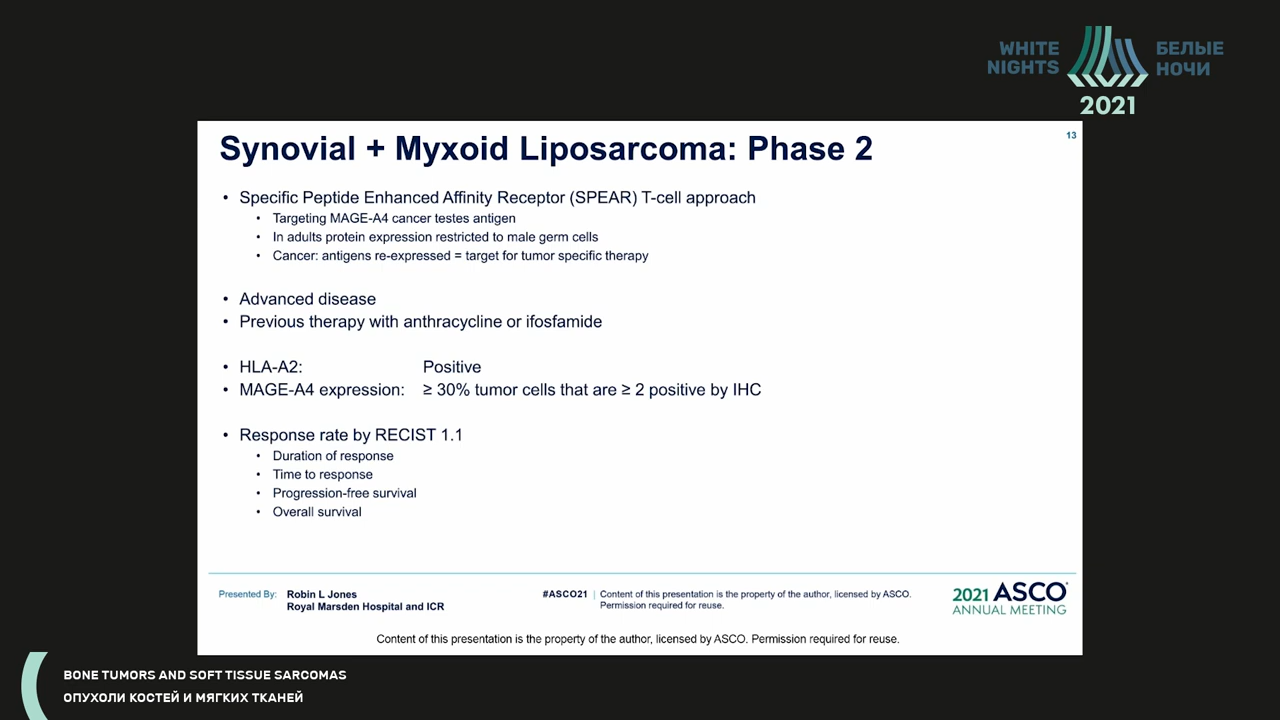 WHITE NIGHTS
БЕЛЫЕ НОЧИ
2021
13
Synovial + Myxoid Liposarcoma: Phase 2
• Specific Peptide Enhanced Affinity Receptor (SPEAR) T-cell approach
• Targeting MAGE-A4 cancer testes antigen
• In adults protein expression restricted to male germ cells
• Cancer: antigens re-expressed = target for tumor specific therapy
• Advanced disease
• Previous therapy with anthracycline or ifosfamide
• HLA-A2: Positive
• MAGE-A4 expression: ≥ 30% tumor cells that are ≥ 2 positive by IHC
• Response rate by RECIST 1.1
• Duration of response
• Time to response
• Progression-free survival
• Overall survival
Presented By: Robin L Jones
Royal Marsden Hospital and ICR
#ASCO21 | Content of this presentation is the property of the author, licensed by ASCO.
Permission required for reuse.
2021 ASCO®
ANNUAL MEETING
Content of this presentation is the property of the author, licensed by ASCO. Permission required for reuse.
BONE TUMORS AND SOFT TISSUE SARCOMAS
ОПУХОЛИ КОСТЕЙ И МЯГКИХ ТКАНЕЙ